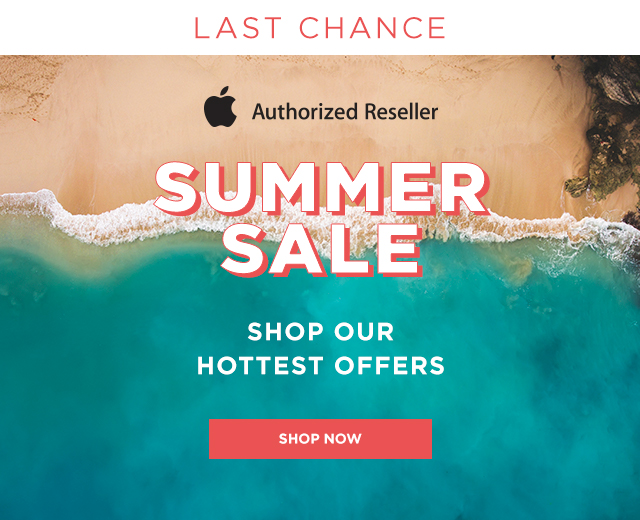 LAST CHANCE
Authorized Reseller
SUMMER
SALE
SHOP OUR
HOTTEST OFFERS
SHOP NOW